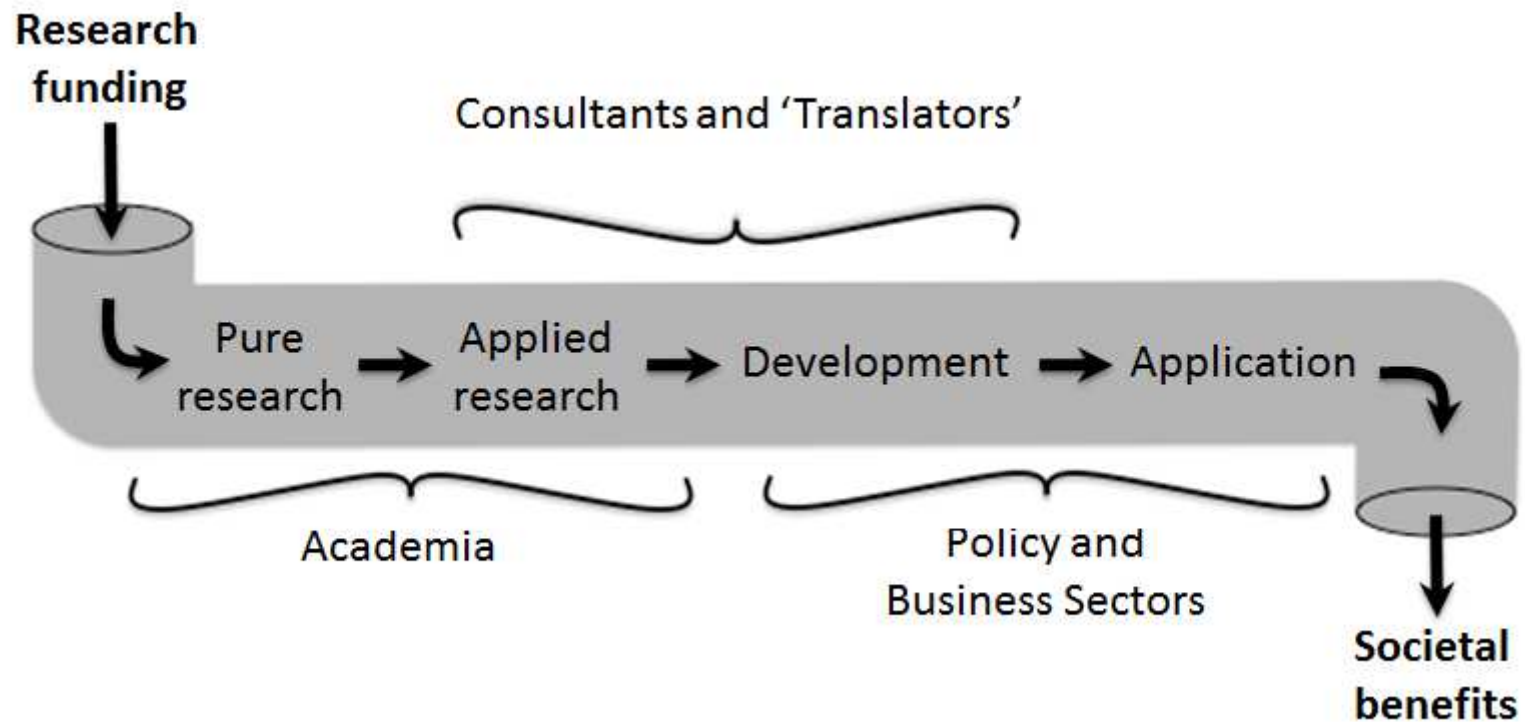 Research
funding
Consultants and ‘Translators’
Pure
research
Applied
research
Development
Application
Academia
Policy and
Business Sectors
Societal
benefits